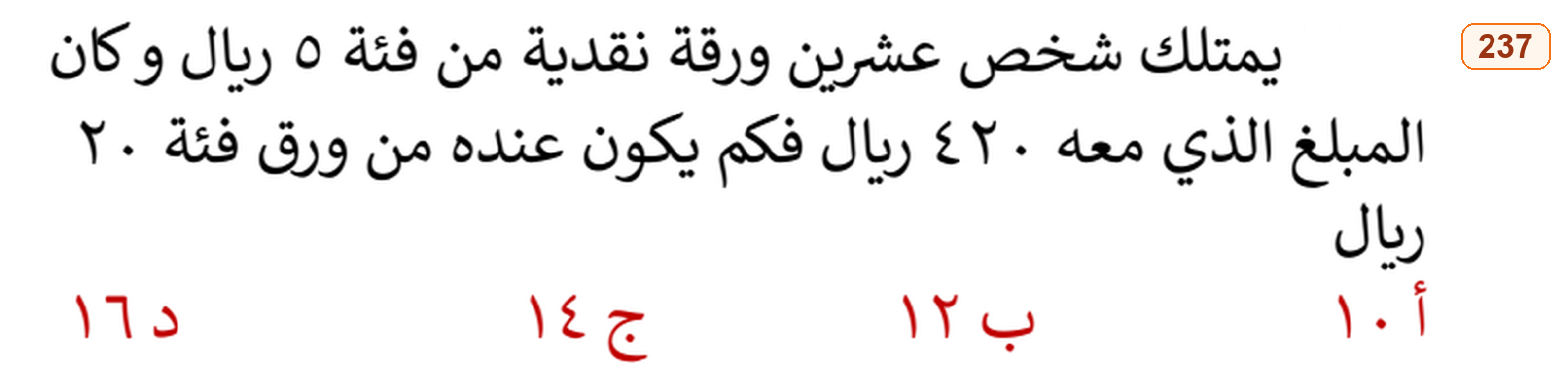 237
يمتلك شخص عشرين ورقة نقدية من فئة ٥ ريال وكان
المبلغ الذي معه ٤٢٠ ريال فكم يكون عنده من ورق فئة ٢٠
ريال
أ ١٠ ب ١٢ ج ١٤ د ١٦